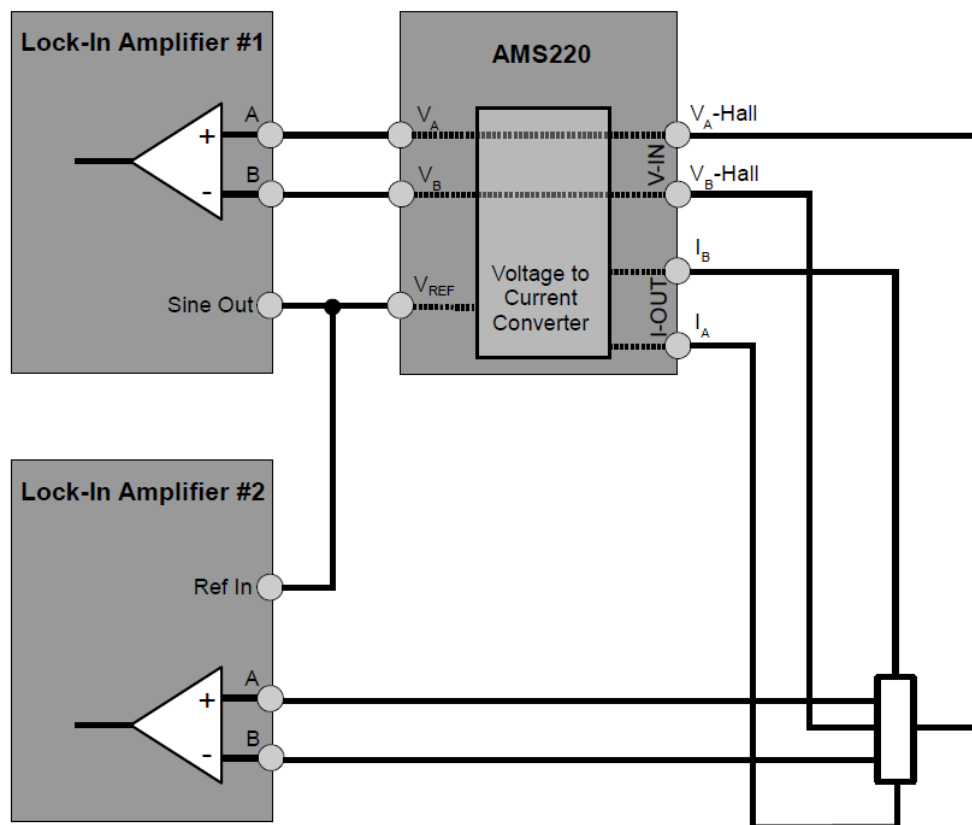 Lock-In Amplifier #1
A
+
B
-
Sine Out
AMS220
VA
VB
VREF
Voltage to
Current
Converter
V-IN
I-OUT
VA-Hall
VB-Hall
IB
IA
Lock-In Amplifier #2
Ref In
A
+
B
-